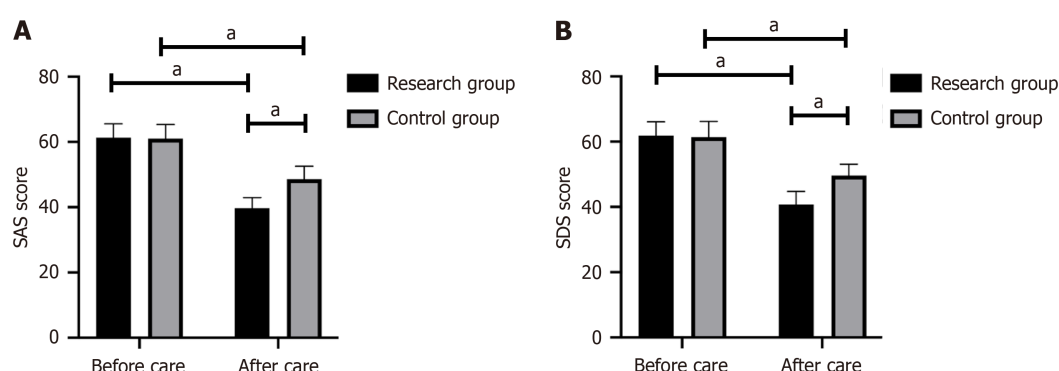 A
a
a
a
80
60
40
20
0
SAS score
Before care
After care
Research group
Control group
B
a
a
a
80
60
40
20
0
SDS score
Before care
After care
Research group
Control group